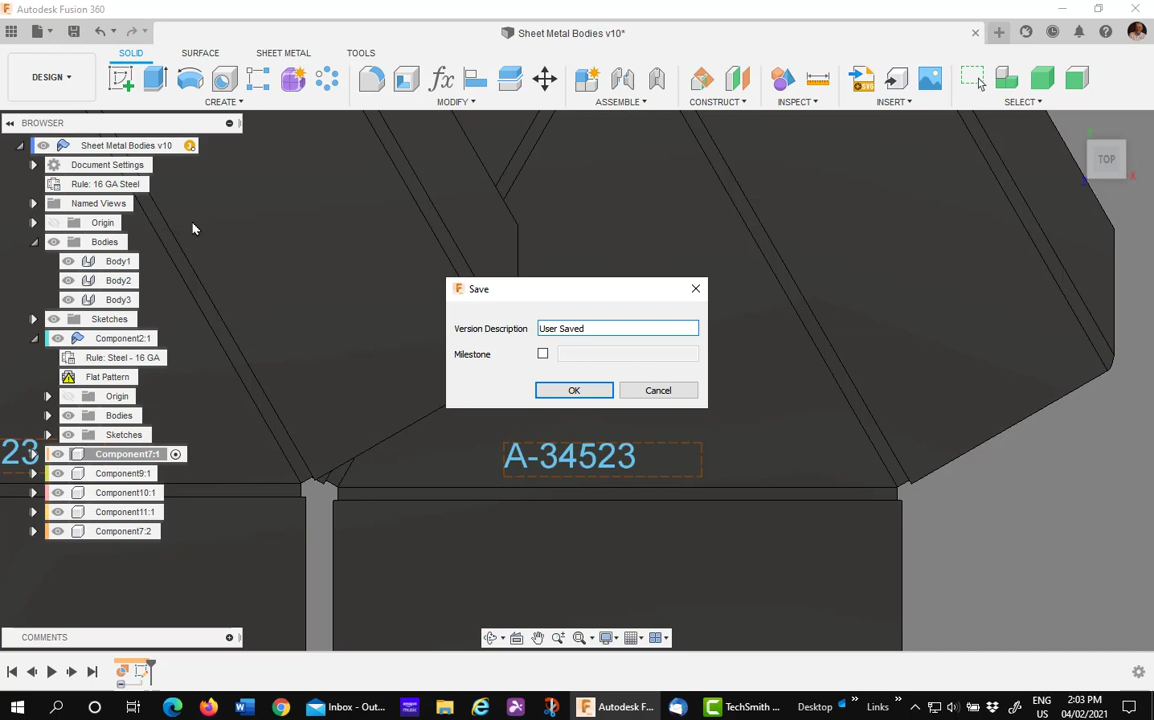 Autodesk Fusion 360
Sheet Metal Bodies v10*
DESIGN
SOLID
SURFACE
SHEET METAL
TOOLS
CREATE
MODIFY
ASSEMBLE
CONSTRUCT
INSPECT
INSERT
SELECT
BROWSER
Sheet Metal Bodies v10
Document Settings
Rule: 16 GA Steel
Named Views
Origin
Bodies
Body1
Body2
Body3
Sketches
Component2:1
Rule: Steel - 16 GA
Flat Pattern
Origin
Bodies
Sketches
Component7:1
Component9:1
Component10:1
Component11:1
Component7:2
TOP
Z
X
Save
Version Description
User Saved
Milestone
OK
Cancel
23
A-34523
COMMENTS
Inbox - Out...
Autodesk F...
TechSmith ...
Desktop
Links
ENG
US
2:03 PM
04/02/2021